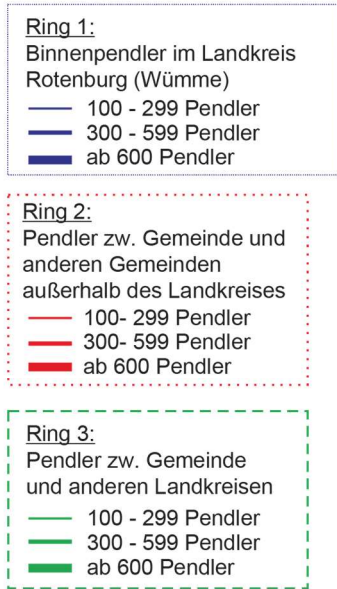 Ring 1:
Binnenpendler im Landkreis
Rotenburg (Wümme)
100 - 299 Pendler
300 - 599 Pendler
ab 600 Pendler
Ring 2:
Pendler zw. Gemeinde und
anderen Gemeinden
außerhalb des Landkreises
100- 299 Pendler
300- 599 Pendler
ab 600 Pendler
Ring 3:
Pendler zw. Gemeinde
und anderen Landkreisen
100 - 299 Pendler
300 - 599 Pendler
ab 600 Pendler